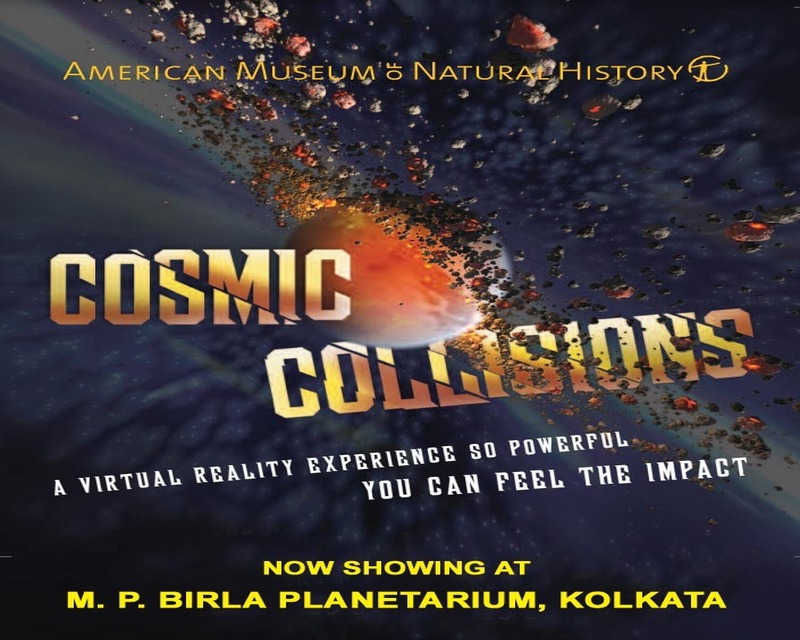 AMERICAN MUSEUM OF NATURAL HISTORY
COSMIC
COLLISIONS
A VIRTUAL REALITY EXPERIENCE SO POWERFUL
YOU CAN FEEL THE IMPACT
NOW SHOWING AT
M. P. BIRLA PLANETARIUM, KOLKATA